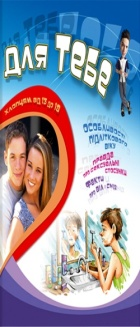 Для Тебе
Хлопцям від 13 до 18
особливості
підліткового
віку
правда
про сексуальні
стосунки
факти
про ВІЛ і СНІД